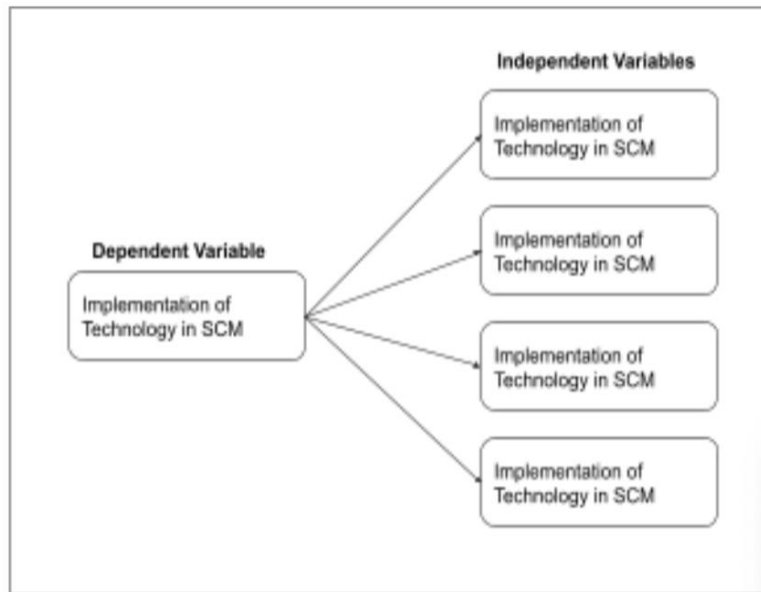 Independent Variables
Implementation of
Technology in SCM
Implementation of
Technology in SCM
Dependent Variable
Implementation of
Technology in SCM
Implementation of
Technology in SCM
Implementation of
Technology in SCM